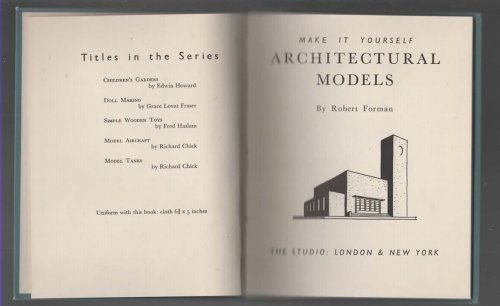 Titles in the Series
CHILDREN'S GARDENS
by Edwin Howard
DOLL MAKING
by Grace Lovat Fraser
SIMPLE WOODEN TOYS
by Fred Haslam
MODEL AIRCRAFT
by Richard Chick
MODEL TANKS
by Richard Chick
Uniform with this book: cloth 6¾ x 5 inches
MAKE IT YOURSELF
ARCHITECTURAL
MODELS
By Robert Forman
THE STUDIO: LONDON & NEW YORK